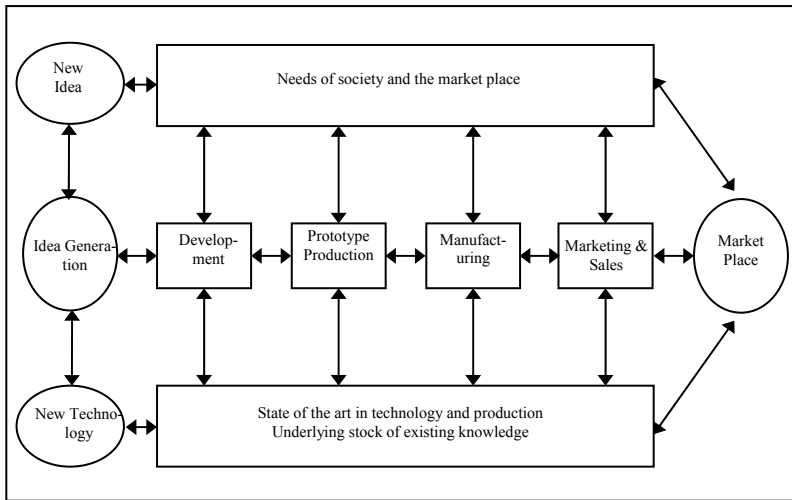 New
Idea
Needs of society and the market place
Idea Genera-
tion
Develop-
ment
Prototype
Production
Manufact-
uring
Marketing &
Sales
Market
Place
New Techno-
logy
State of the art in technology and production
Underlying stock of existing knowledge